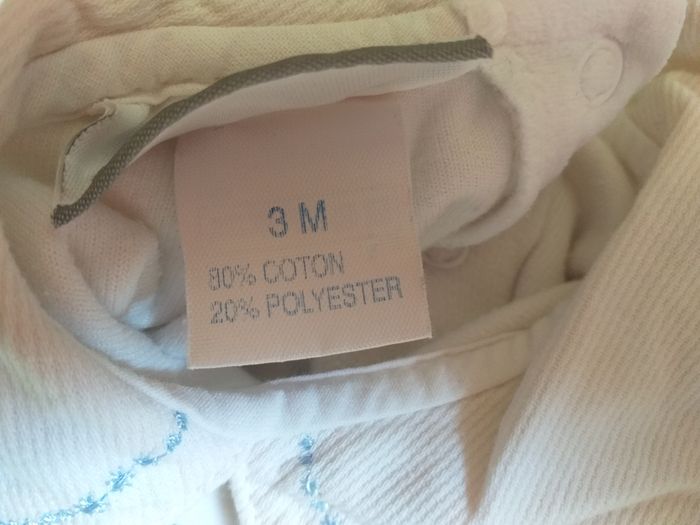 3 M
80% COTON
20% POLYESTER